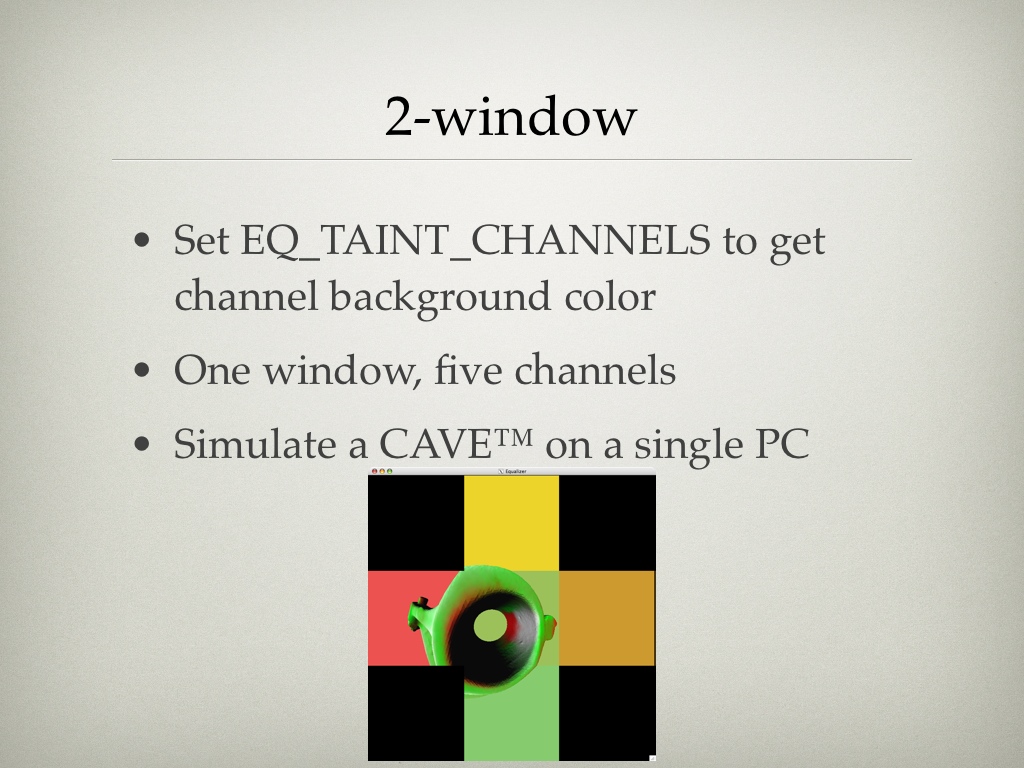 2-window
• Set EQ_TAINT_CHANNELS to get
channel background color
• One window, five channels
• Simulate a CAVE™ on a single PC
Equalizer